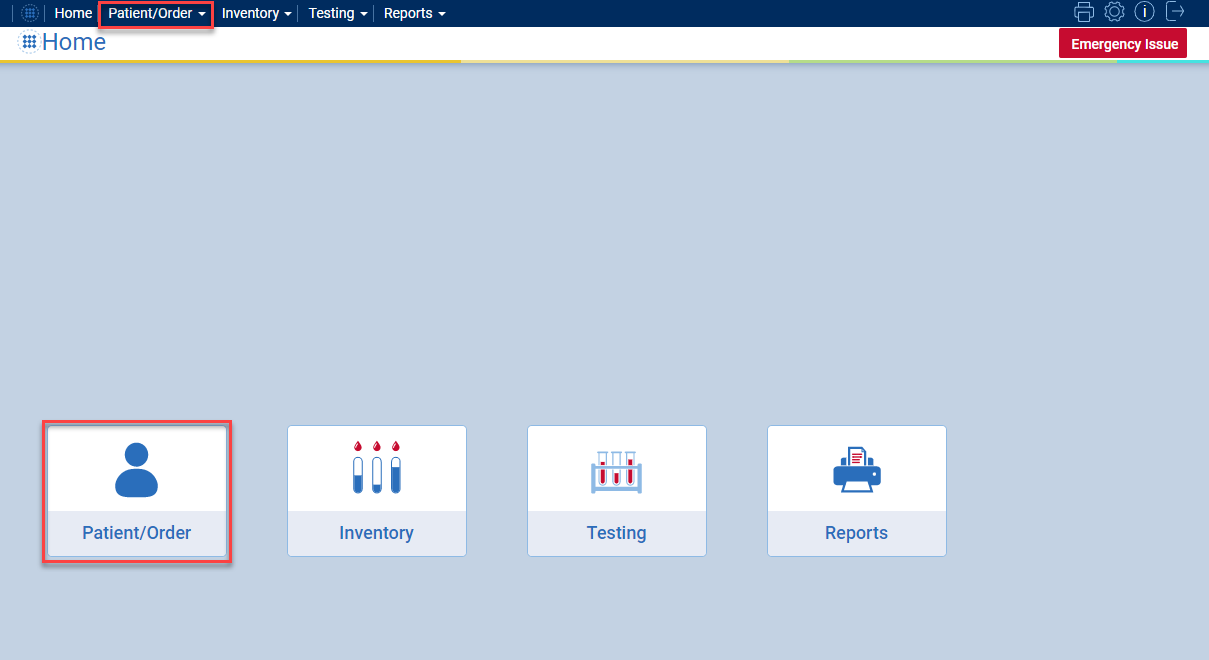 Home Patient/Order Inventory Testing Reports
Home
Emergency Issue
Patient/Order Inventory Testing Reports